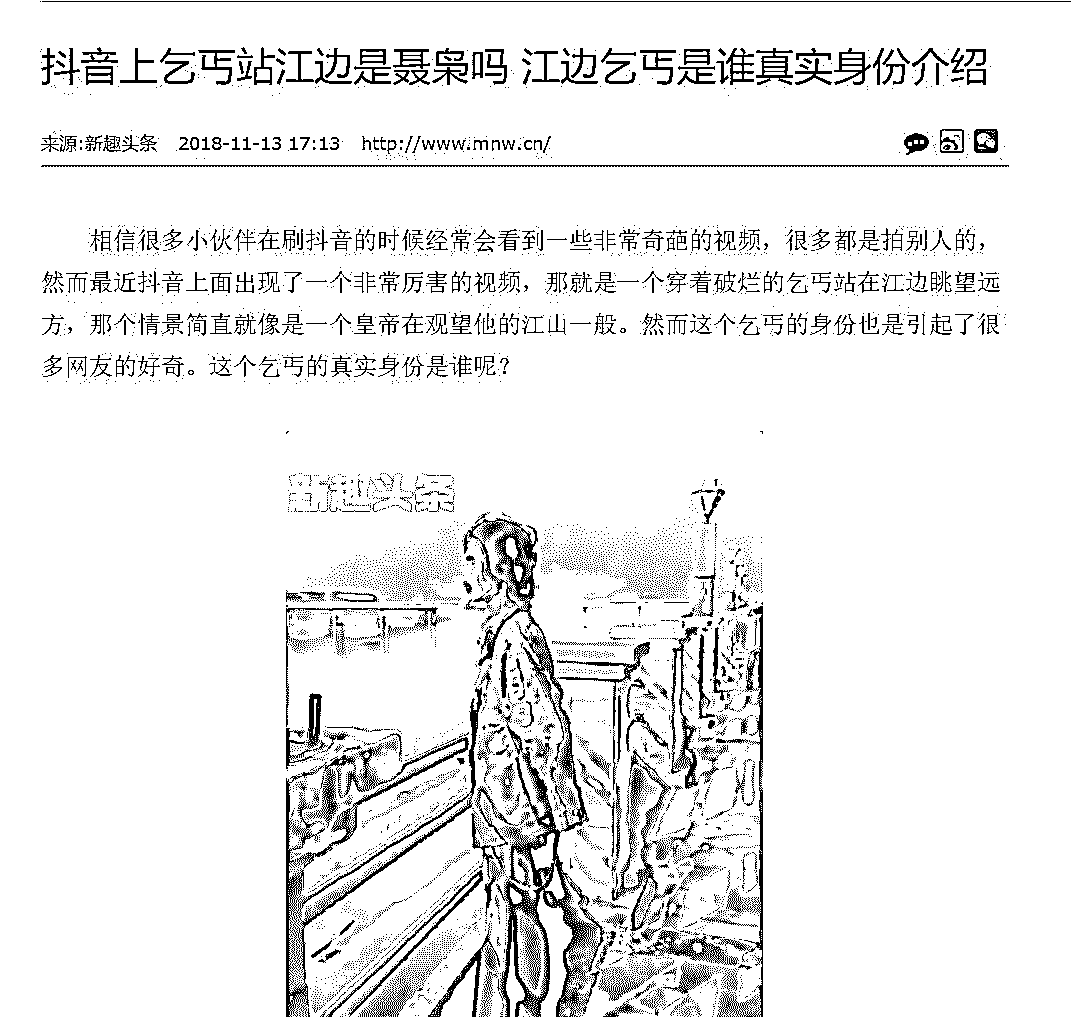 抖音上乞丐站江边是聂枭吗 江边乞丐是谁真实身份介绍
来源:新趣头条 2018-11-13 17:13 http://www.mnw.cn/
相信很多小伙伴在刷抖音的时候经常会看到一些非常奇葩的视频，很多都是拍别人的，
然而最近抖音上面出现了一个非常厉害的视频，那就是一个穿着破烂的乞丐站在江边眺望远
方，那个情景简直就像是一个皇帝在观望他的江山一般。然而这个乞丐的身份也是引起了很
多网友的好奇。这个乞丐的真实身份是谁呢？
新趣头条